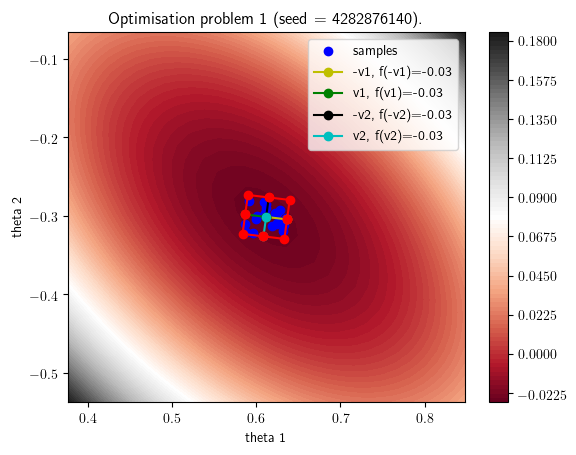 Optimisation problem 1 (seed = 4282876140).
samples
-v1, f(-v1)=-0.03
v1, f(v1)=-0.03
-v2, f(-v2)=-0.03
v2, f(v2)=-0.03
theta 2
−0.1
−0.2
−0.3
−0.4
−0.5
0.4 0.5 0.6 0.7 0.8
theta 1
0.1800
0.1575
0.1350
0.1125
0.0900
0.0675
0.0450
0.0225
0.0000
−0.0225